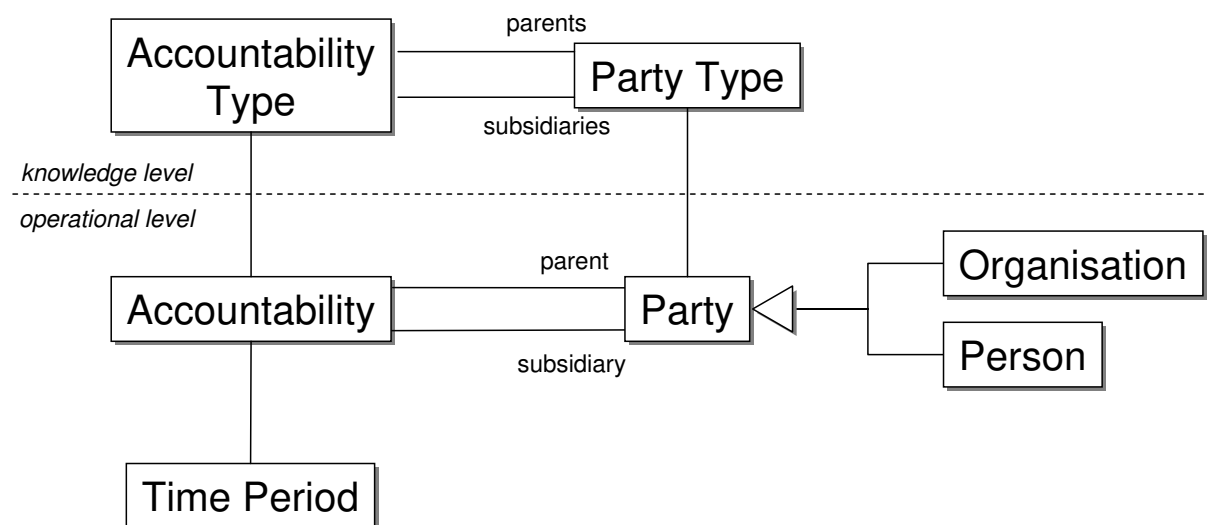 parents
Accountability
Type
Party Type
subsidiaries
knowledge level
operational level
parent
Organisation
Accountability
Party
Person
subsidiary
Time Period